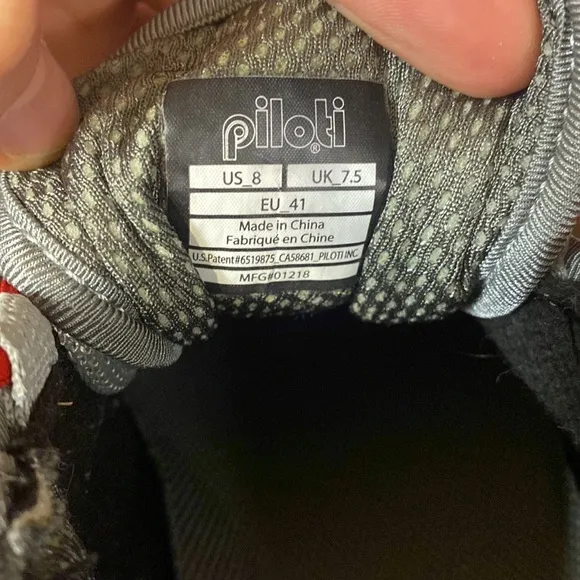 piloti®
US_8 UK_7.5
EU_41
Made in China
Fabriqué en Chine
U.S.Patent#6519875_CA58681_PILOTI INC.
MFG#01218